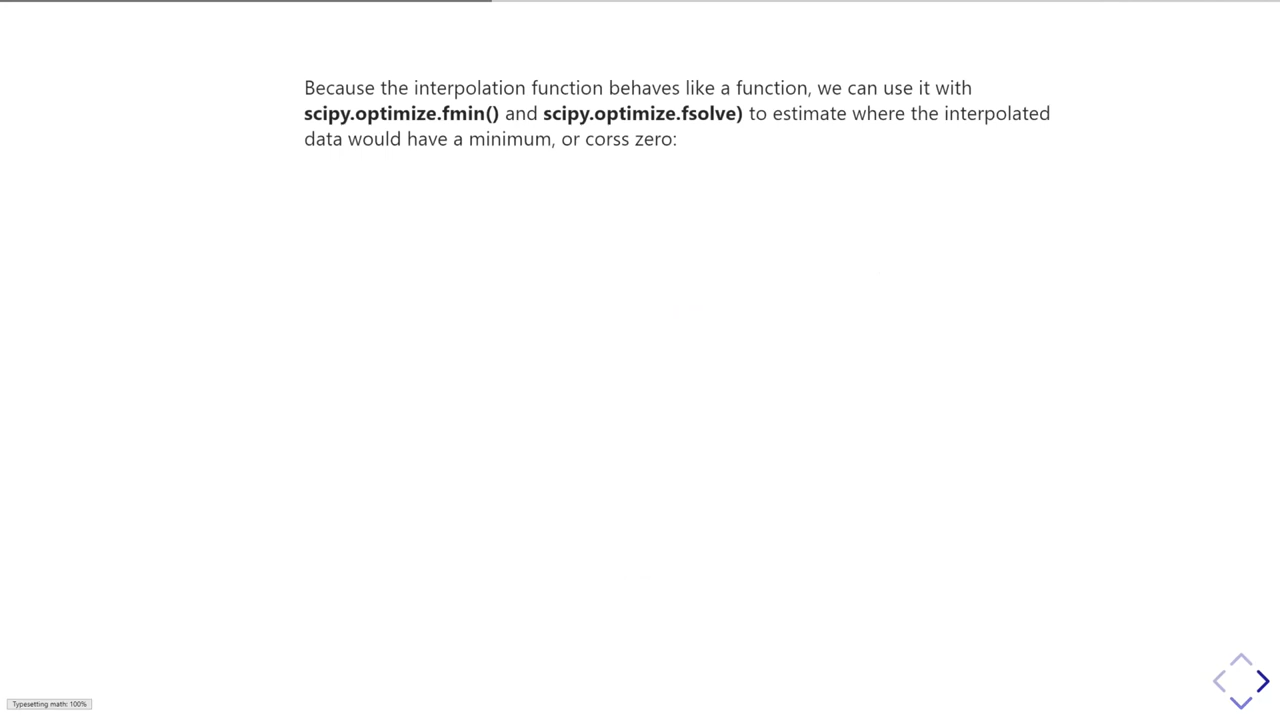 Because the interpolation function behaves like a function, we can use it with
scipy.optimize.fmin() and scipy.optimize.fsolve) to estimate where the interpolated
data would have a minimum, or corss zero:
Typesetting math: 100%